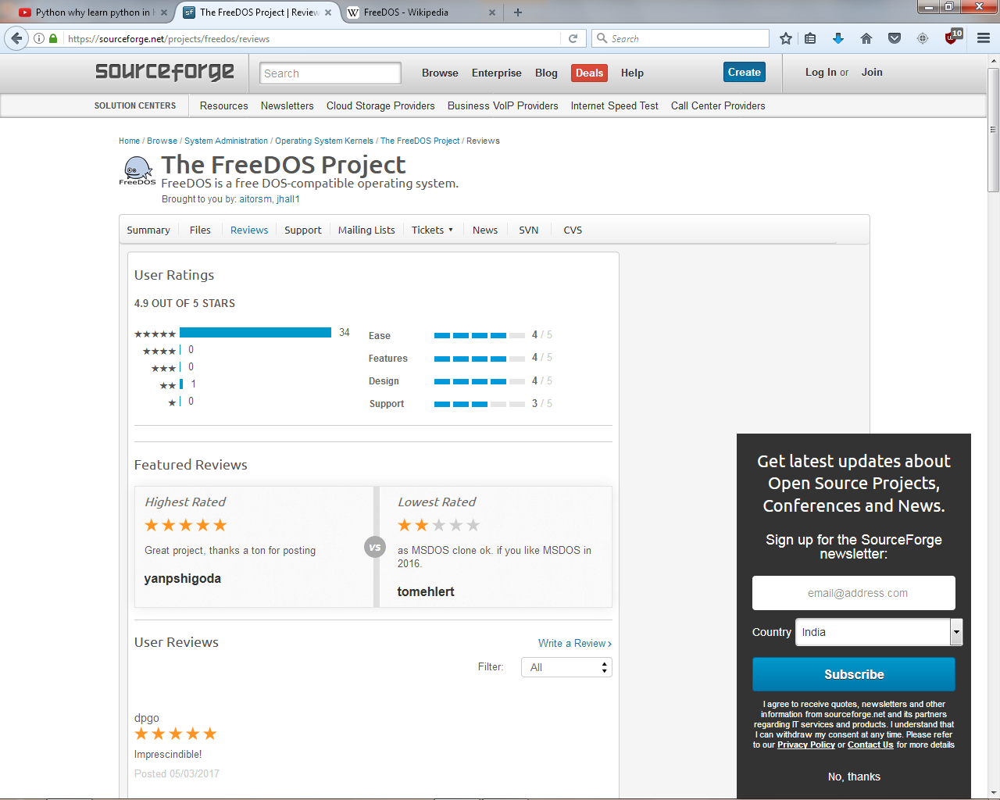 Python why learn python in
The FreeDOS Project | Review
FreeDOS - Wikipedia
https://sourceforge.net/projects/freedos/reviews
Search
10
sourceforge
Search
Browse Enterprise Blog Deals Help
Create
Log In or Join
SOLUTION CENTERS
Resources Newsletters Cloud Storage Providers Business VoIP Providers Internet Speed Test Call Center Providers
Home / Browse / System Administration / Operating System Kernels / The FreeDOS Project / Reviews
FreeDOS
The FreeDOS Project
FreeDOS is a free DOS-compatible operating system.
Brought to you by: aitorsm, jhall1
Summary Files Reviews Support Mailing Lists Tickets News SVN CVS
User Ratings
4.9 OUT OF 5 STARS
34
0
0
1
0
Ease 4 / 5
Features 4 / 5
Design 4 / 5
Support 3 / 5
Featured Reviews
Highest Rated
Great project, thanks a ton for posting
yanpshigoda
vs
Lowest Rated
as MSDOS clone ok. if you like MSDOS in
2016.
tomehlert
User Reviews
Write a Review ›
Filter: All
dpgo
Imprescindible!
Posted 05/03/2017
Get latest updates about
Open Source Projects,
Conferences and News.
Sign up for the SourceForge
newsletter:
email@address.com
Country India
Subscribe
I agree to receive quotes, newsletters and other
information from sourceforge.net and its partners
regarding IT services and products. I understand that
I can withdraw my consent at any time. Please refer
to our Privacy Policy or Contact Us for more details
No, thanks